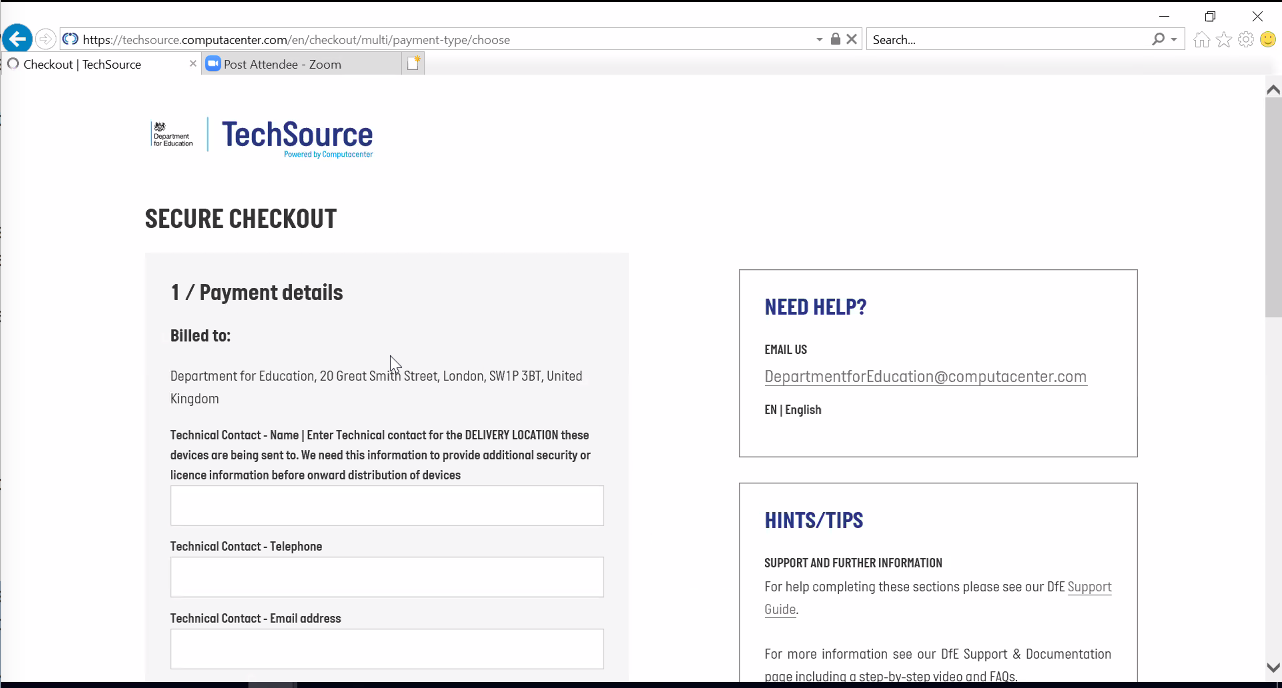 https://techsource.computacenter.com/en/checkout/multi/payment-type/choose
Search...
Checkout | TechSource
Post Attendee - Zoom
Department
for Education
TechSource
Powered by Computacenter
SECURE CHECKOUT
1 / Payment details
Billed to:
Department for Education, 20 Great Smith Street, London, SW1P 3BT, United
Kingdom
Technical Contact - Name | Enter Technical contact for the DELIVERY LOCATION these
devices are being sent to. We need this information to provide additional security or
licence information before onward distribution of devices
Technical Contact - Telephone
Technical Contact - Email address
NEED HELP?
EMAIL US
DepartmentforEducation@computacenter.com
EN | English
HINTS/TIPS
SUPPORT AND FURTHER INFORMATION
For help completing these sections please see our DfE Support
Guide.
For more information see our DfE Support & Documentation
page including a step-by-step video and FAQs.